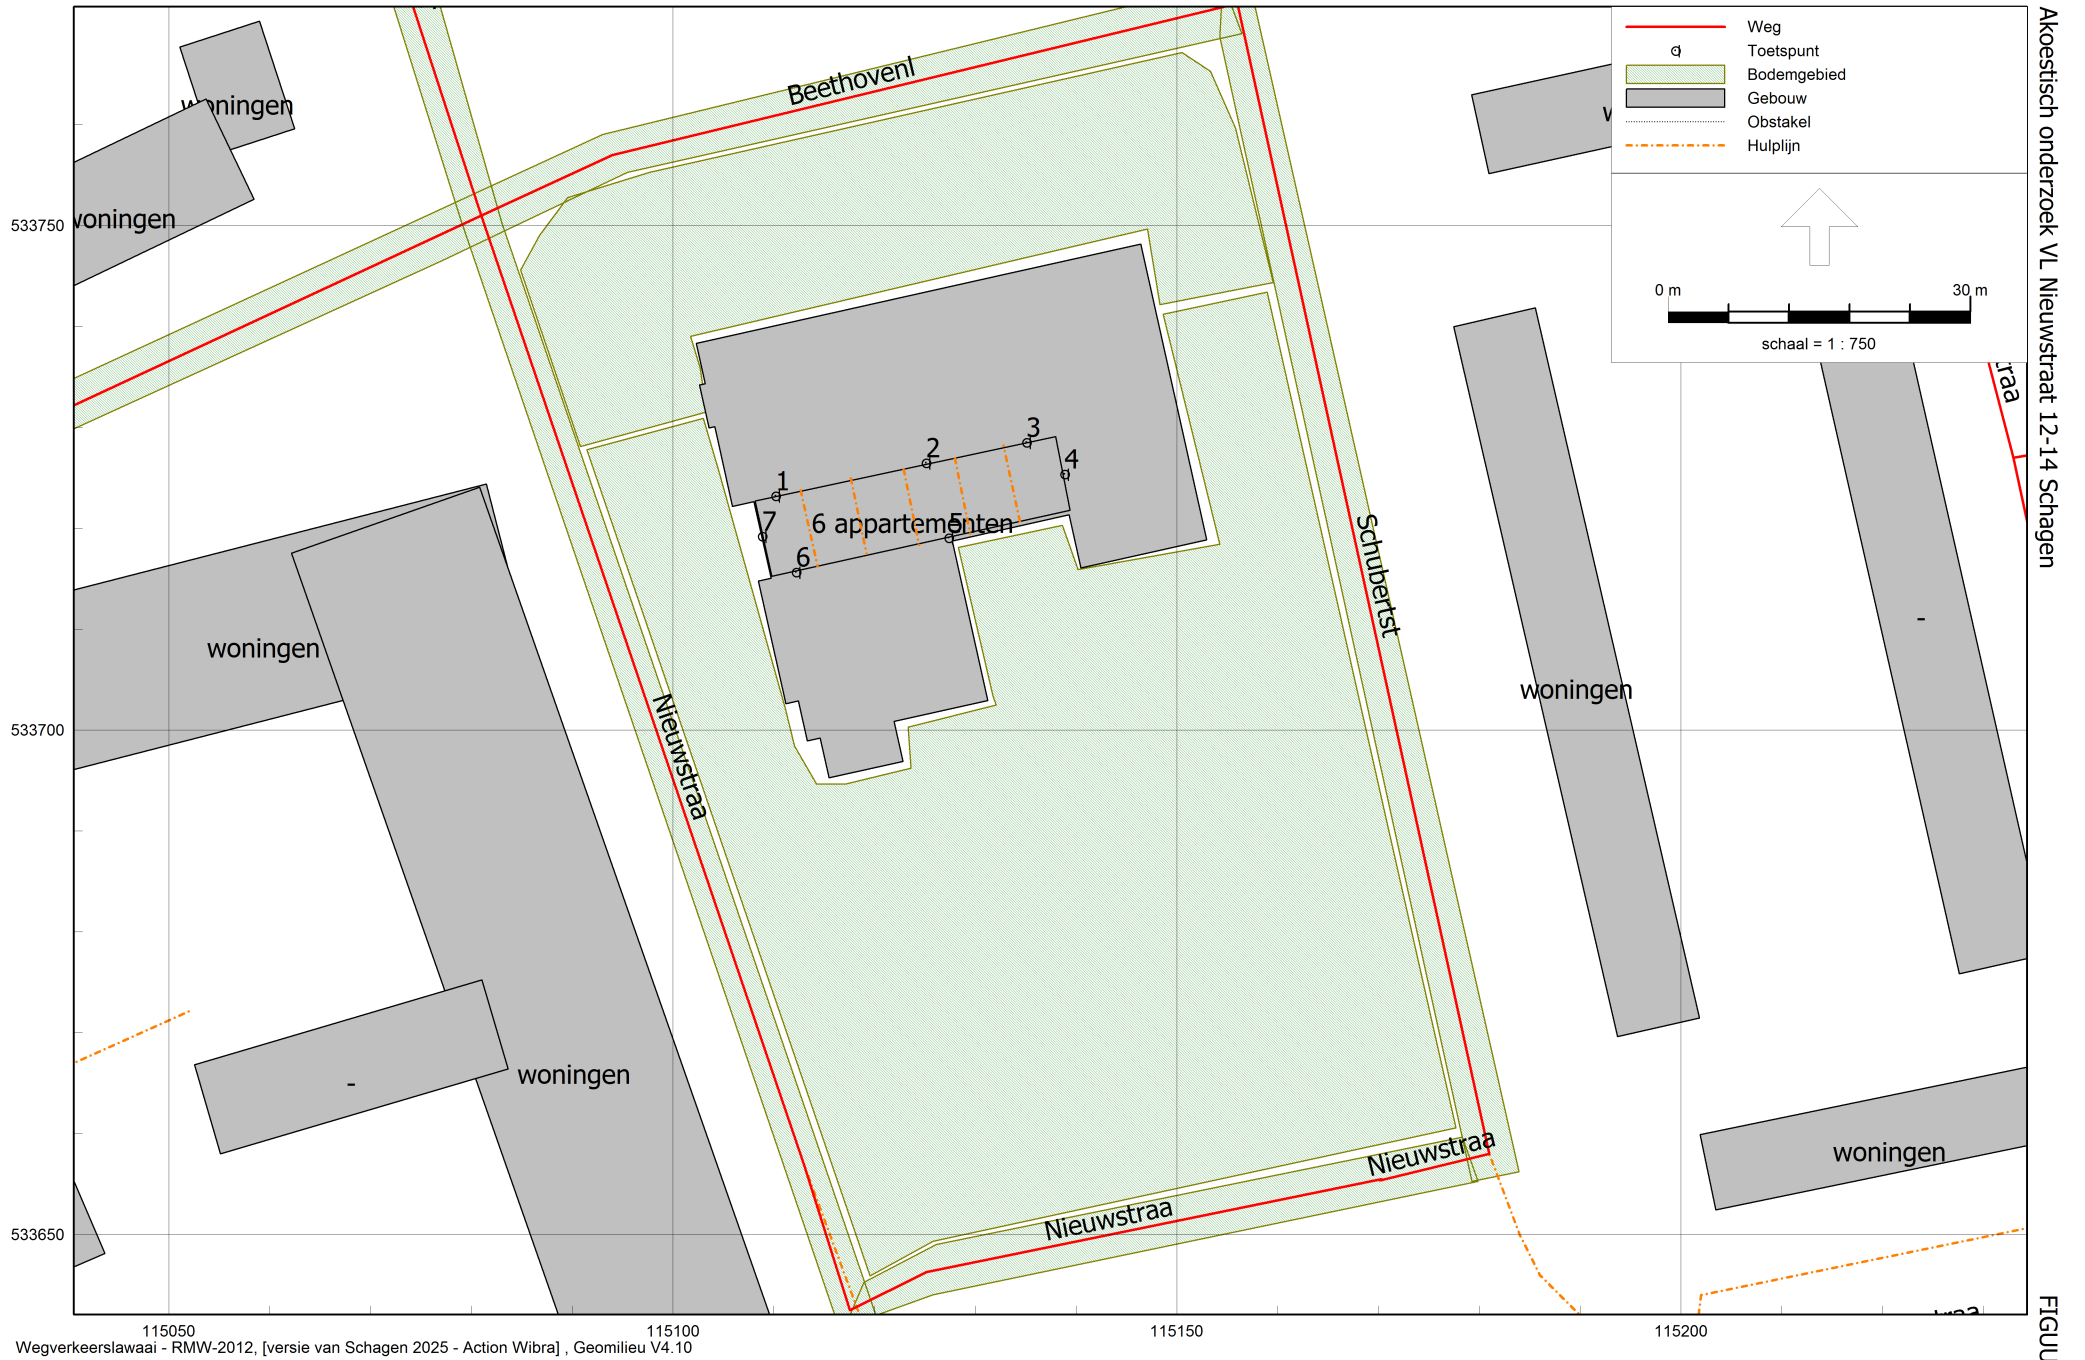 Weg
Toetspunt
Bodemgebied
Gebouw
Obstakel
Hulplijn
0 m 30 m
schaal = 1 : 750
Akoestisch onderzoek VL Nieuwstraat 12-14 Schagen
Beethovenl
woningen
woningen
533750
3
2
4
1
7
6 appartementen
5
6
Schubertst
traa
-
woningen
woningen
Nieuwstraa
533700
woningen
-
Nieuwstraa
woningen
Nieuwstraa
533650
115050 115100 115150 115200
Wegverkeerslawaai - RMW-2012, [versie van Schagen 2025 - Action Wibra] , Geomilieu V4.10